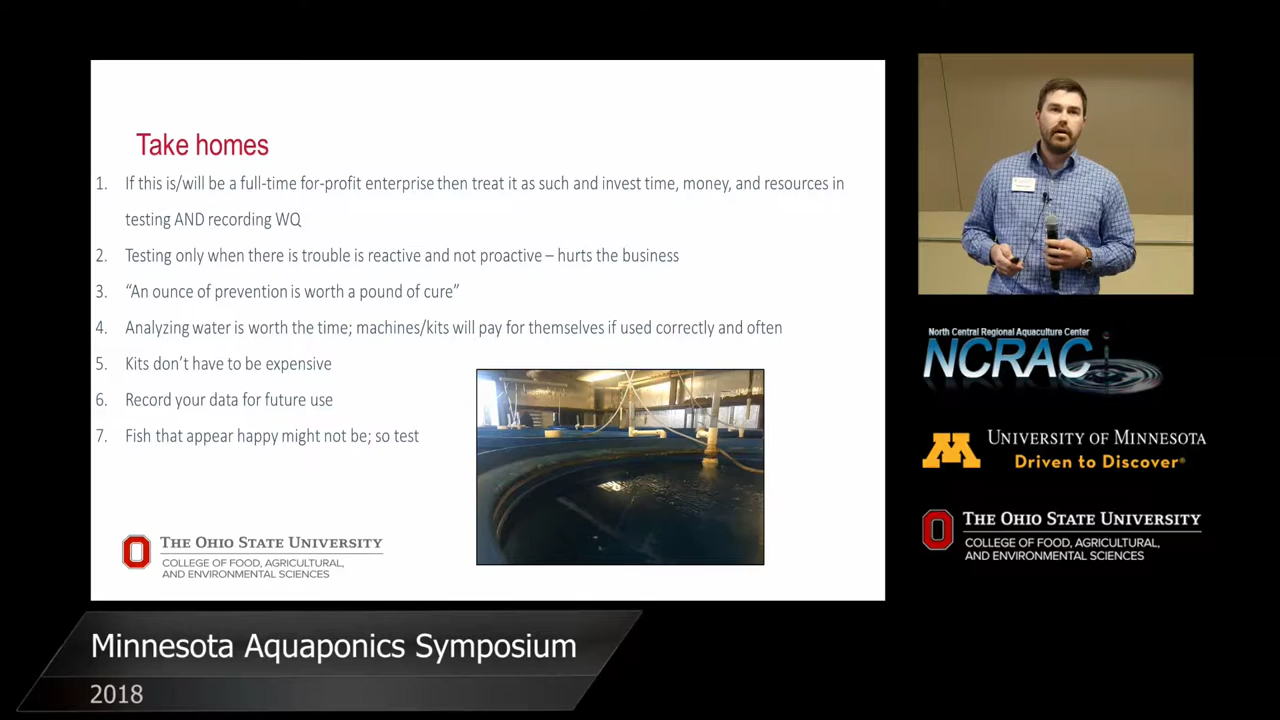 Take homes
1. If this is/will be a full-time for-profit enterprise then treat it as such and invest time, money, and resources in
testing AND recording WQ
2. Testing only when there is trouble is reactive and not proactive – hurts the business
3. “An ounce of prevention is worth a pound of cure”
4. Analyzing water is worth the time; machines/kits will pay for themselves if used correctly and often
5. Kits don’t have to be expensive
6. Record your data for future use
7. Fish that appear happy might not be; so test
THE OHIO STATE UNIVERSITY
COLLEGE OF FOOD, AGRICULTURAL,
AND ENVIRONMENTAL SCIENCES
North Central Regional Aquaculture Center
NCRAC
M
UNIVERSITY OF MINNESOTA
Driven to Discover®
THE OHIO STATE UNIVERSITY
COLLEGE OF FOOD, AGRICULTURAL,
AND ENVIRONMENTAL SCIENCES
Minnesota Aquaponics Symposium
2018